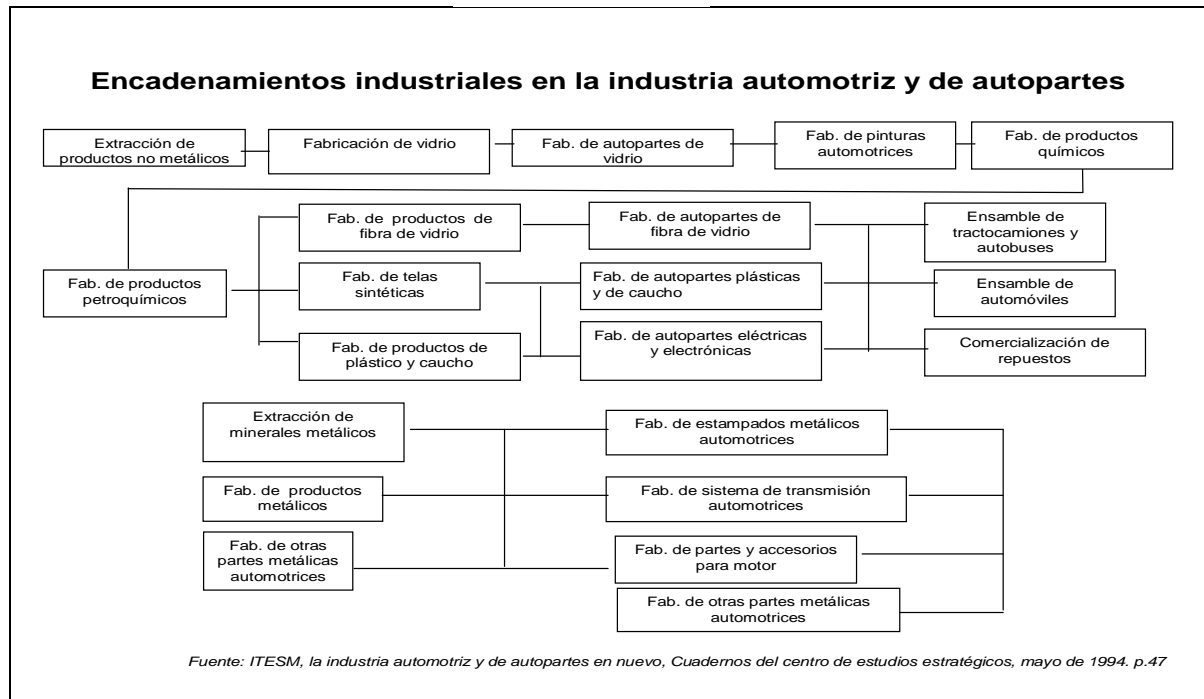 Encadenamientos industriales en la industria automotriz y de autopartes
Extracción de
productos no metálicos
Fabricación de vidrio
Fab. de autopartes de
vidrio
Fab. de pinturas
automotrices
Fab. de productos
químicos
Fab. de productos de
fibra de vidrio
Fab. de autopartes de
fibra de vidrio
Ensamble de
tractocamiones y
autobuses
Fab. de productos
petroquímicos
Fab. de telas
sintéticas
Fab. de autopartes plásticas
y de caucho
Ensamble de
automóviles
Fab. de productos de
plástico y caucho
Fab. de autopartes eléctricas
y electrónicas
Comercialización de
repuestos
Extracción de
minerales metálicos
Fab. de estampados metálicos
automotrices
Fab. de productos
metálicos
Fab. de sistema de transmisión
automotrices
Fab. de otras
partes metálicas
automotrices
Fab. de partes y accesorios
para motor
Fab. de otras partes metálicas
automotrices
Fuente: ITESM, la industria automotriz y de autopartes en nuevo, Cuadernos del centro de estudios estratégicos, mayo de 1994. p.47